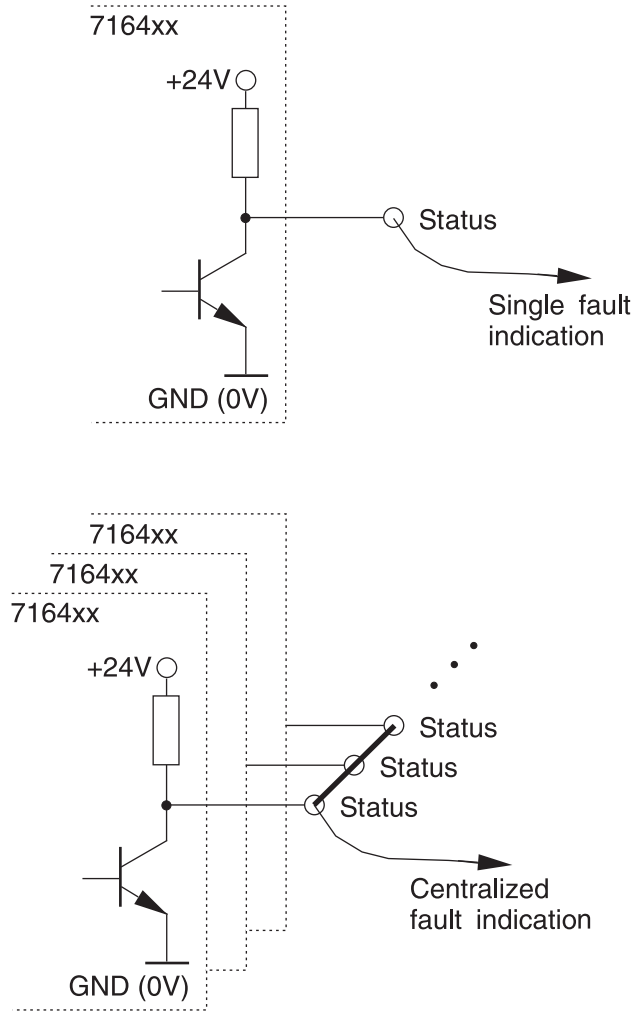 7164xx
+24V
Status
Single fault
indication
GND (0V)
7164xx
7164xx
7164xx
+24V
Status
Status
Status
Centralized
fault indication
GND (0V)